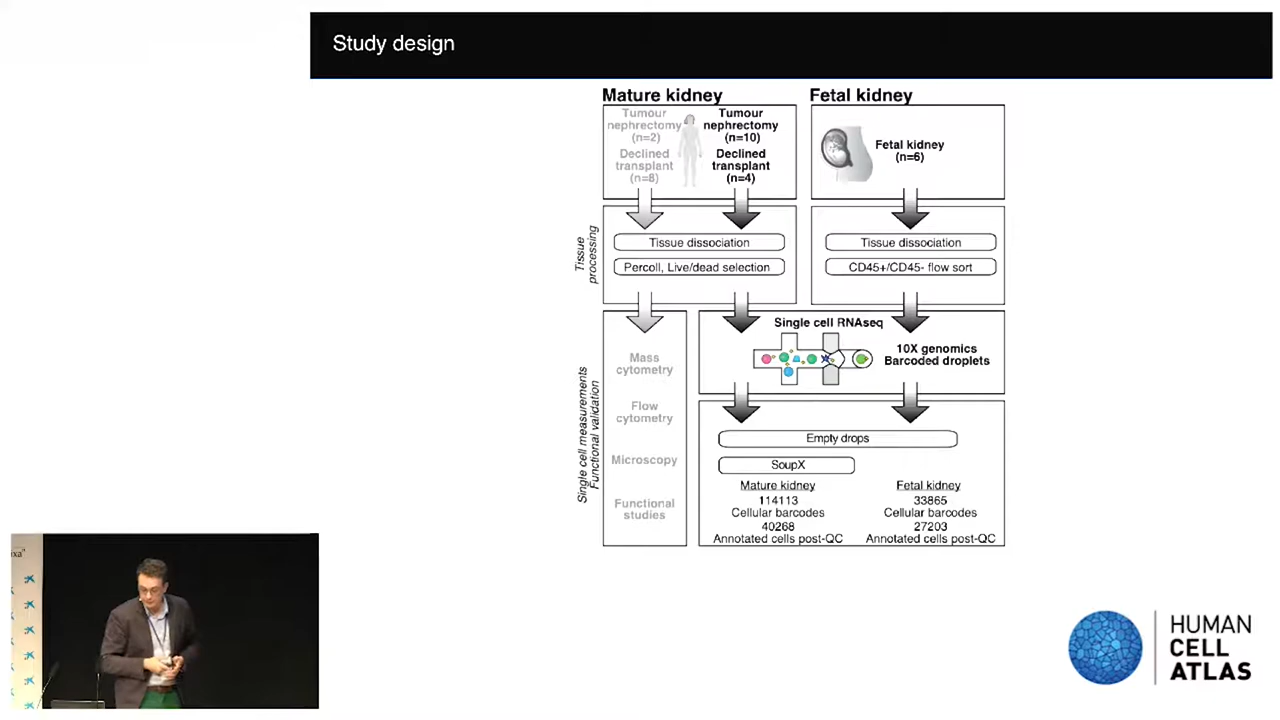 Study design
Mature kidney
Fetal kidney
Tumour
nephrectomy
(n=2)
Declined
transplant
(n=8)
Tumour
nephrectomy
(n=10)
Declined
transplant
(n=4)
Fetal kidney
(n=6)
Tissue
processing
Tissue dissociation
Percoll, Live/dead selection
Tissue dissociation
CD45+/CD45- flow sort
Single cell measurements
Functional validation
Mass
cytometry
Flow
cytometry
Microscopy
Functional
studies
Single cell RNAseq
10X genomics
Barcoded droplets
Empty drops
SoupX
Mature kidney
114113
Cellular barcodes
40268
Annotated cells post-QC
Fetal kidney
33865
Cellular barcodes
27203
Annotated cells post-QC
HUMAN
CELL
ATLAS